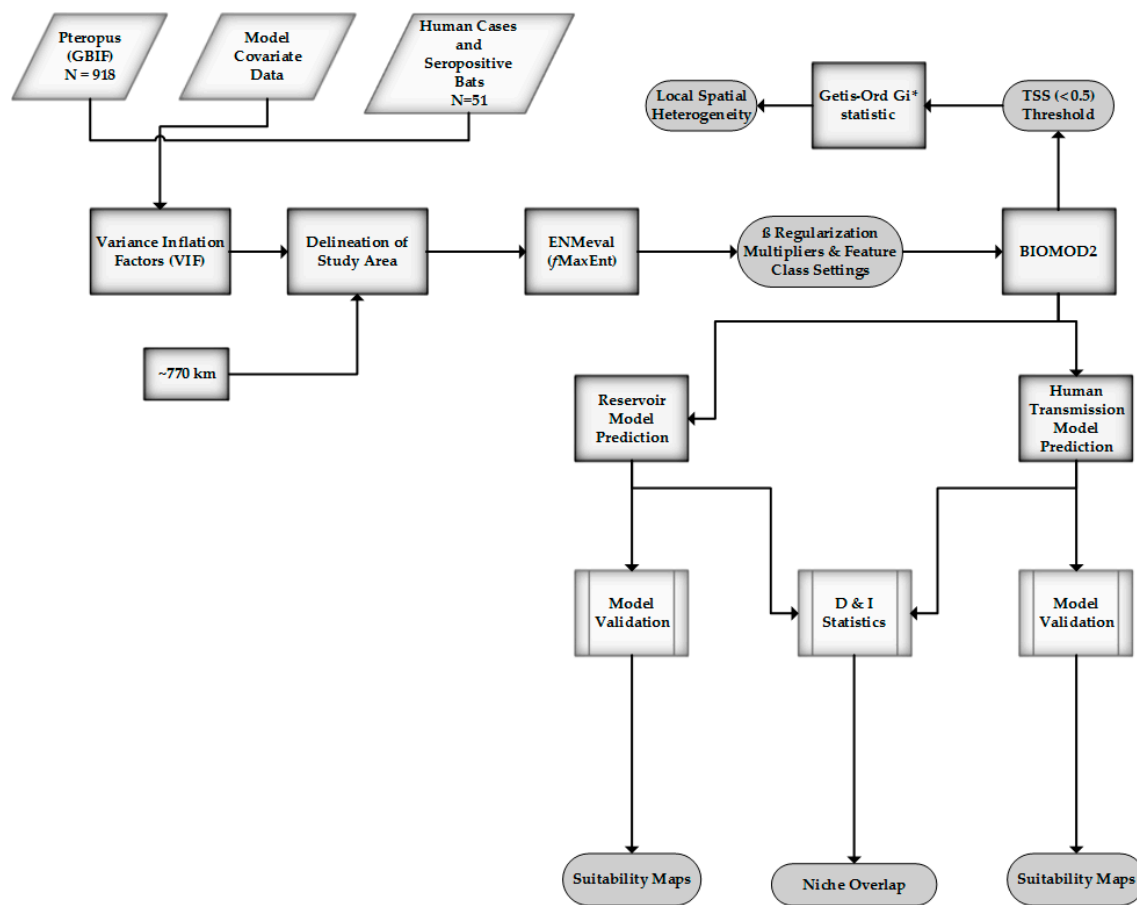 Pteropus
(GBIF)
N = 918
Model
Covariate
Data
Human Cases
and
Seropositive
Bats
N=51
Local Spatial
Heterogeneity
Getis-Ord Gi*
statistic
TSS (<0.5)
Threshold
Variance Inflation
Factors (VIF)
Delineation of
Study Area
ENMeval
(fMaxEnt)
ß Regularization
Multipliers & Feature
Class Settings
BIOMOD2
~770 km
Reservoir
Model
Prediction
Human
Transmission
Model
Prediction
Model
Validation
D & I
Statistics
Model
Validation
Suitability Maps
Niche Overlap
Suitability Maps